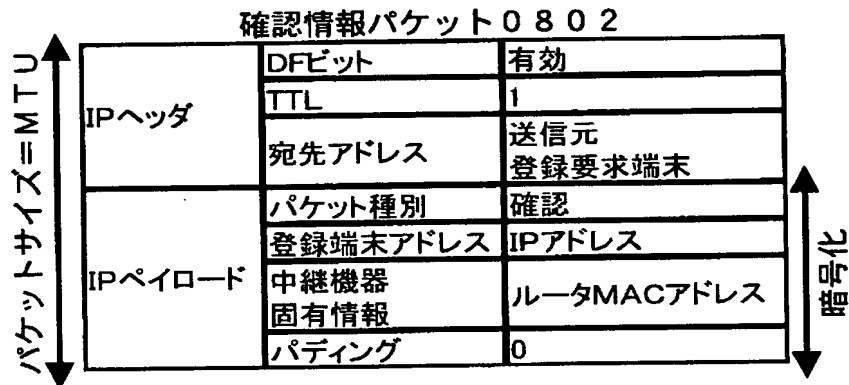 確認情報パケット0802
パケットサイズ=MTU
IPヘッダ
DFビット
有効
TTL
1
宛先アドレス
送信元
登録要求端末
IPペイロード
パケット種別
確認
登録端末アドレス
IPアドレス
中継機器
固有情報
ルータMACアドレス
パディング
0
暗号化